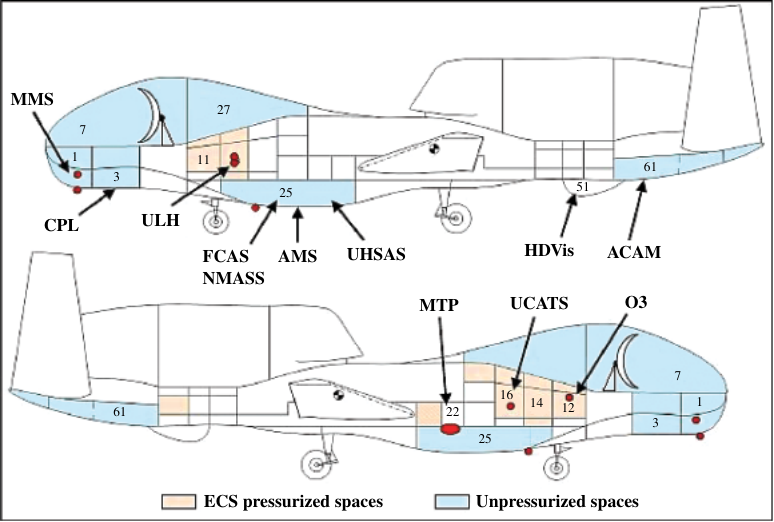 MMS
7
27
1
3
11
25
61
51
CPL
ULH
FCAS
NMASS
AMS
UHSAS
HDVis
ACAM
MTP
UCATS
O3
7
16
14
12
22
1
3
61
25
ECS pressurized spaces
Unpressurized spaces